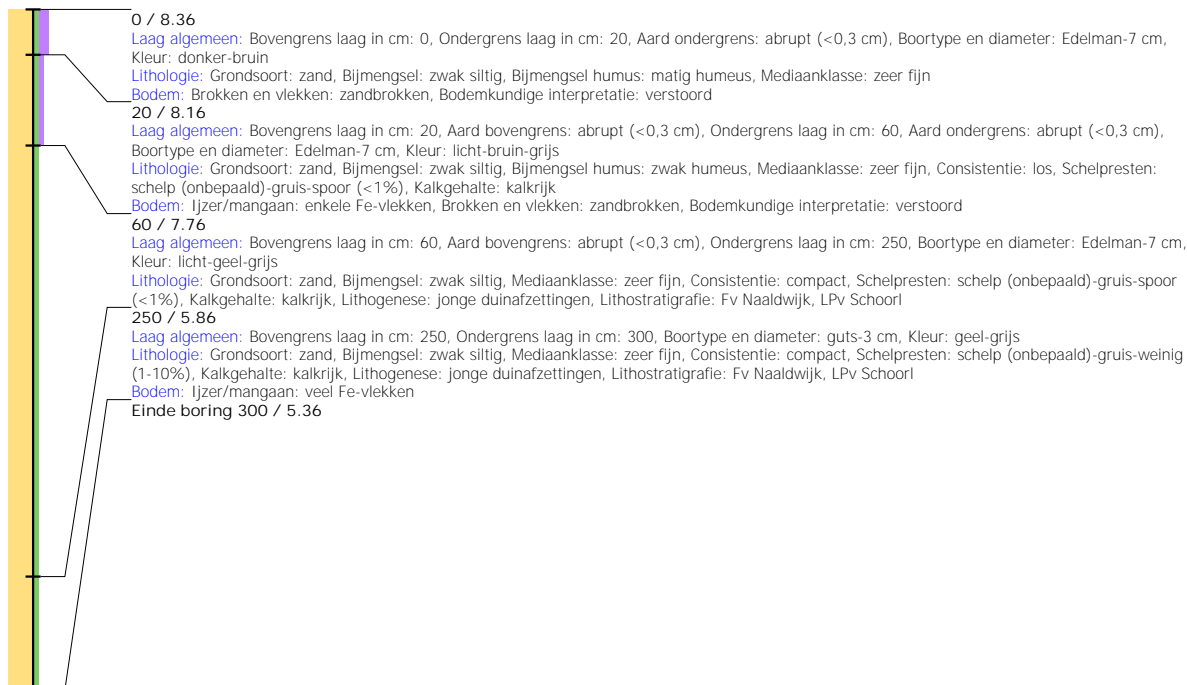 0 / 8.36
Laag algemeen: Bovengrens laag in cm: 0, Ondergrens laag in cm: 20, Aard ondergrens: abrupt (<0,3 cm), Boortype en diameter: Edelman-7 cm,
Kleur: donker-bruin
Lithologie: Grondsoort: zand, Bijmengsel: zwak siltig, Bijmengsel humus: matig humeus, Mediaanklasse: zeer fijn
Bodem: Brokken en vlekken: zandbrokken, Bodemkundige interpretatie: verstoord
20 / 8.16
Laag algemeen: Bovengrens laag in cm: 20, Aard bovengrens: abrupt (<0,3 cm), Ondergrens laag in cm: 60, Aard ondergrens: abrupt (<0,3 cm),
Boortype en diameter: Edelman-7 cm, Kleur: licht-bruin-grijs
Lithologie: Grondsoort: zand, Bijmengsel: zwak siltig, Bijmengsel humus: zwak humeus, Mediaanklasse: zeer fijn, Consistentie: los, Schelpresten:
schelp (onbepaald)-gruis-spoor (<1%), Kalkgehalte: kalkrijk
Bodem: Ijzer/mangaan: enkele Fe-vlekken, Brokken en vlekken: zandbrokken, Bodemkundige interpretatie: verstoord
60 / 7.76
Laag algemeen: Bovengrens laag in cm: 60, Aard bovengrens: abrupt (<0,3 cm), Ondergrens laag in cm: 250, Boortype en diameter: Edelman-7 cm,
Kleur: licht-geel-grijs
Lithologie: Grondsoort: zand, Bijmengsel: zwak siltig, Mediaanklasse: zeer fijn, Consistentie: compact, Schelpresten: schelp (onbepaald)-gruis-spoor
(<1%), Kalkgehalte: kalkrijk, Lithogenese: jonge duinafzettingen, Lithostratigrafie: Fv Naaldwijk, LPv Schoorl
250 / 5.86
Laag algemeen: Bovengrens laag in cm: 250, Ondergrens laag in cm: 300, Boortype en diameter: guts-3 cm, Kleur: geel-grijs
Lithologie: Grondsoort: zand, Bijmengsel: zwak siltig, Mediaanklasse: zeer fijn, Consistentie: compact, Schelpresten: schelp (onbepaald)-gruis-weinig
(1-10%), Kalkgehalte: kalkrijk, Lithogenese: jonge duinafzettingen, Lithostratigrafie: Fv Naaldwijk, LPv Schoorl
Bodem: Ijzer/mangaan: veel Fe-vlekken
Einde boring 300 / 5.36